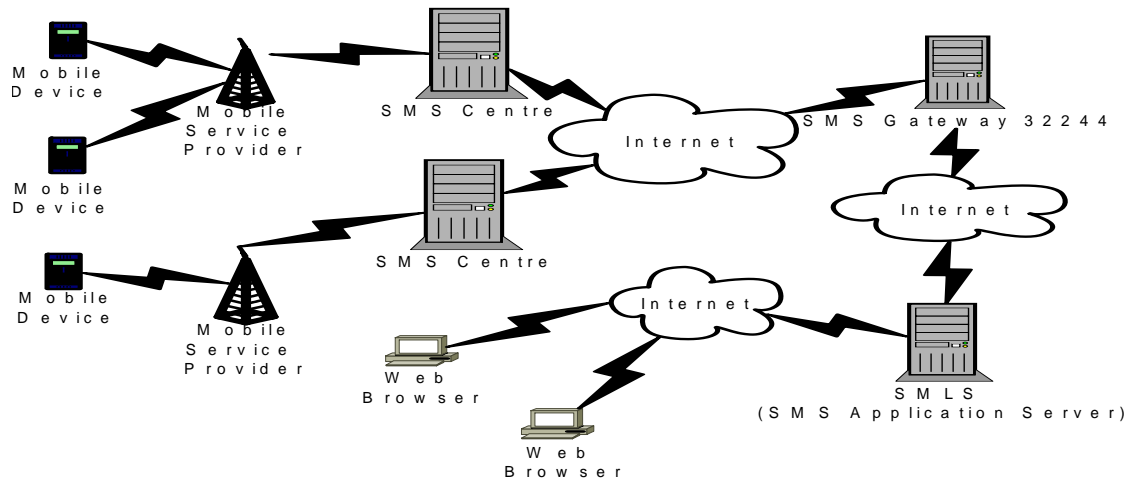 Mobile
Device
Mobile
Service
Provider
SMS Centre
Internet
SMS Gateway 32244
Mobile
Device
Internet
SMS Centre
Mobile
Device
Mobile
Service
Provider
Internet
Web
Browser
SMLS
(SMS Application Server)
Web
Browser